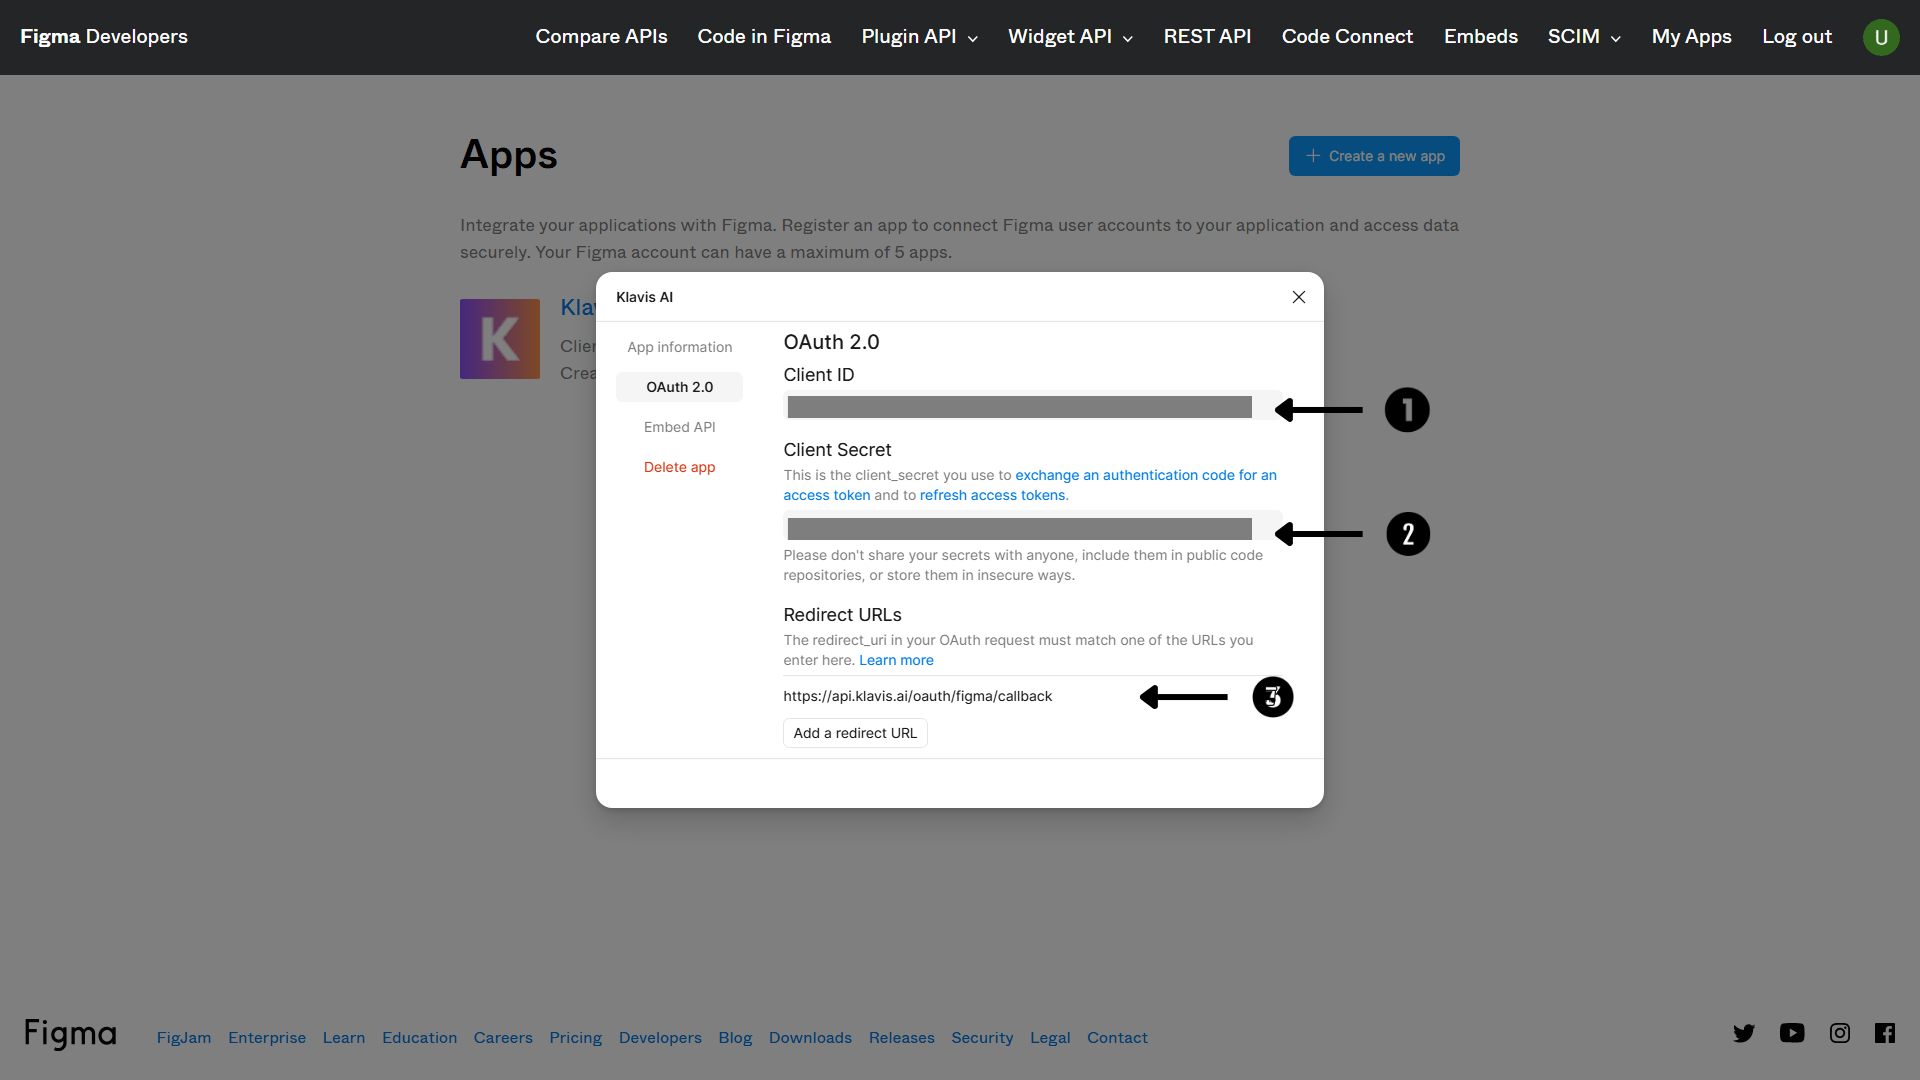 Figma Developers
Compare APIs Code in Figma Plugin API Widget API REST API Code Connect Embeds SCIM My Apps Log out U
Apps
Create a new app
Integrate your applications with Figma. Register an app to connect Figma user accounts to your application and access data
securely. Your Figma account can have a maximum of 5 apps.
K
Klav
Clien
Crea
Klavis AI
App information
OAuth 2.0
Embed API
Delete app
OAuth 2.0
Client ID
1
Client Secret
This is the client_secret you use to exchange an authentication code for an
access token and to refresh access tokens.
2
Please don't share your secrets with anyone, include them in public code
repositories, or store them in insecure ways.
Redirect URLs
The redirect_uri in your OAuth request must match one of the URLs you
enter here. Learn more
https://api.klavis.ai/oauth/figma/callback
3
Add a redirect URL
Figma
FigJam Enterprise Learn Education Careers Pricing Developers Blog Downloads Releases Security Legal Contact